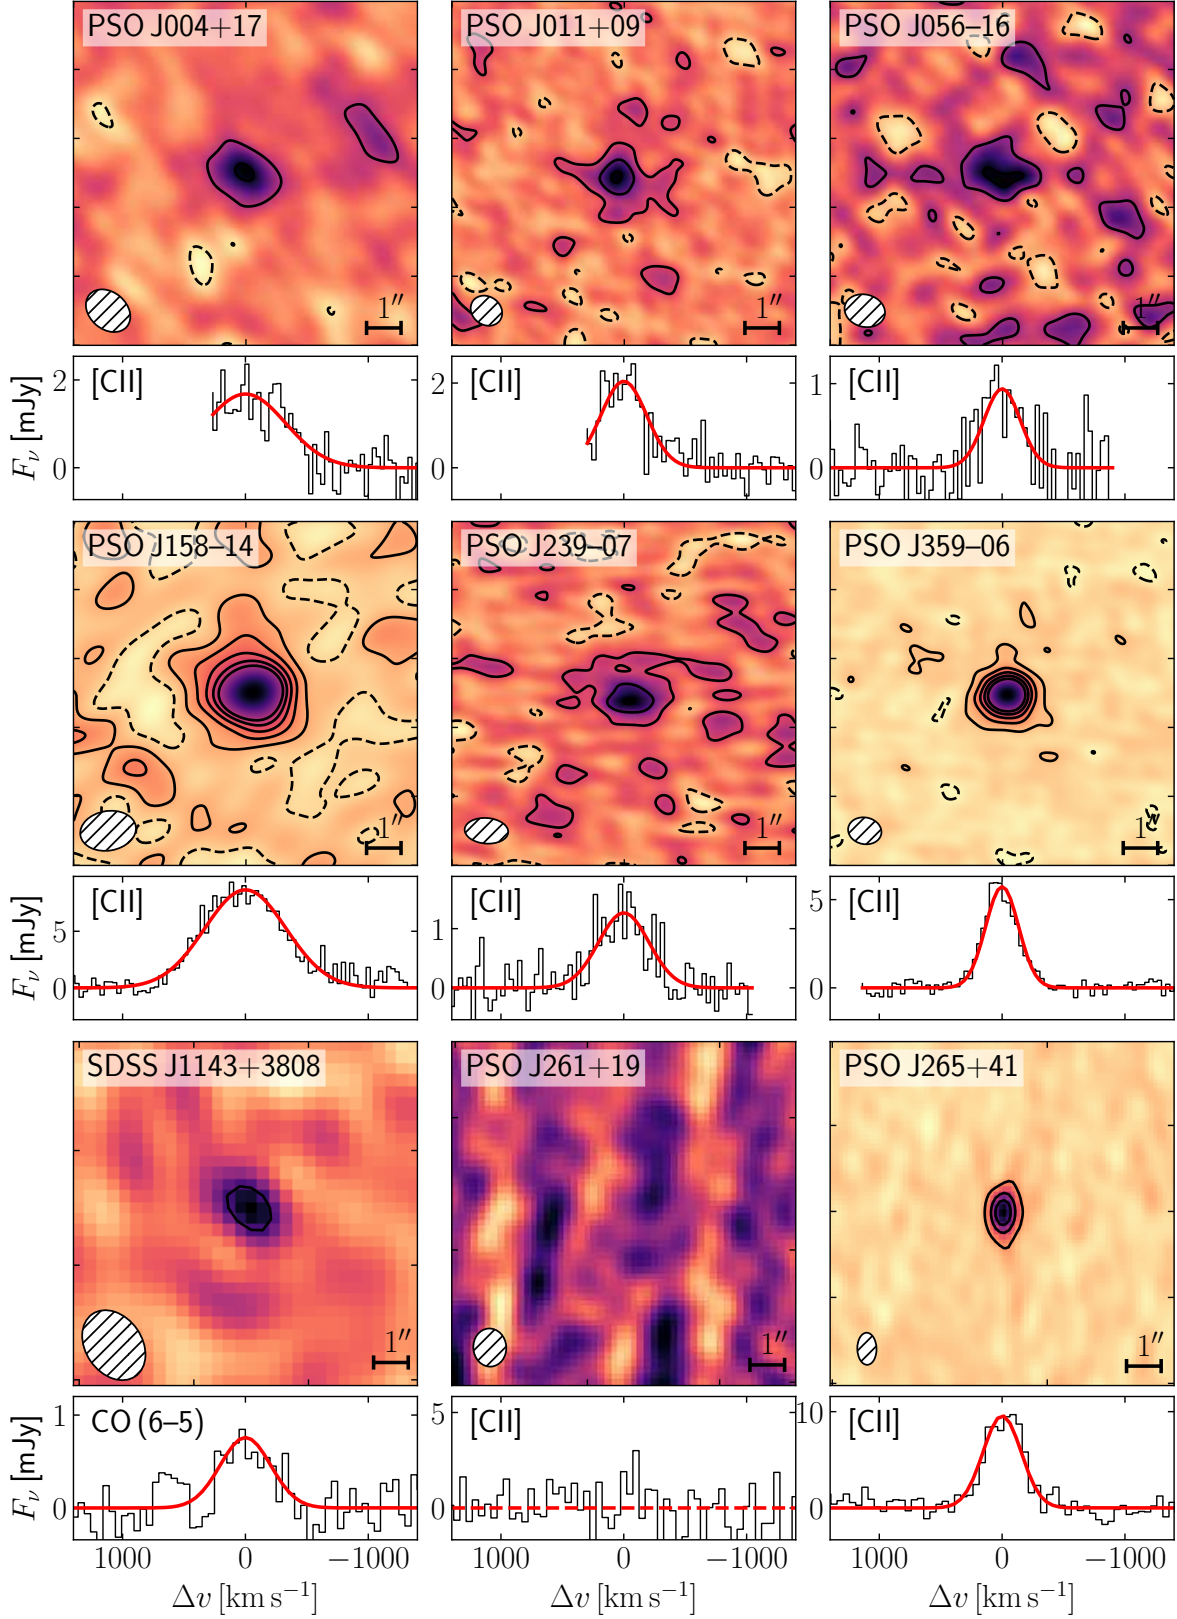 PSO J004+17 PSO J011+09 PSO J056–16
1″ 1″ 1″
F_ν [mJy] 2 0 [CII] 2 0 [CII] 1 0 [CII]
PSO J158–14 PSO J239–07 PSO J359–06
1″ 1″ 1″
F_ν [mJy] 5 0 [CII] 1 0 [CII] 5 0 [CII]
SDSS J1143+3808 PSO J261+19 PSO J265+41
1″ 1″ 1″
F_ν [mJy] 1 0 CO (6–5) 5 0 [CII] 10 0 [CII]
1000 0 −1000 1000 0 −1000 1000 0 −1000
Δv [km s⁻¹] Δv [km s⁻¹] Δv [km s⁻¹]